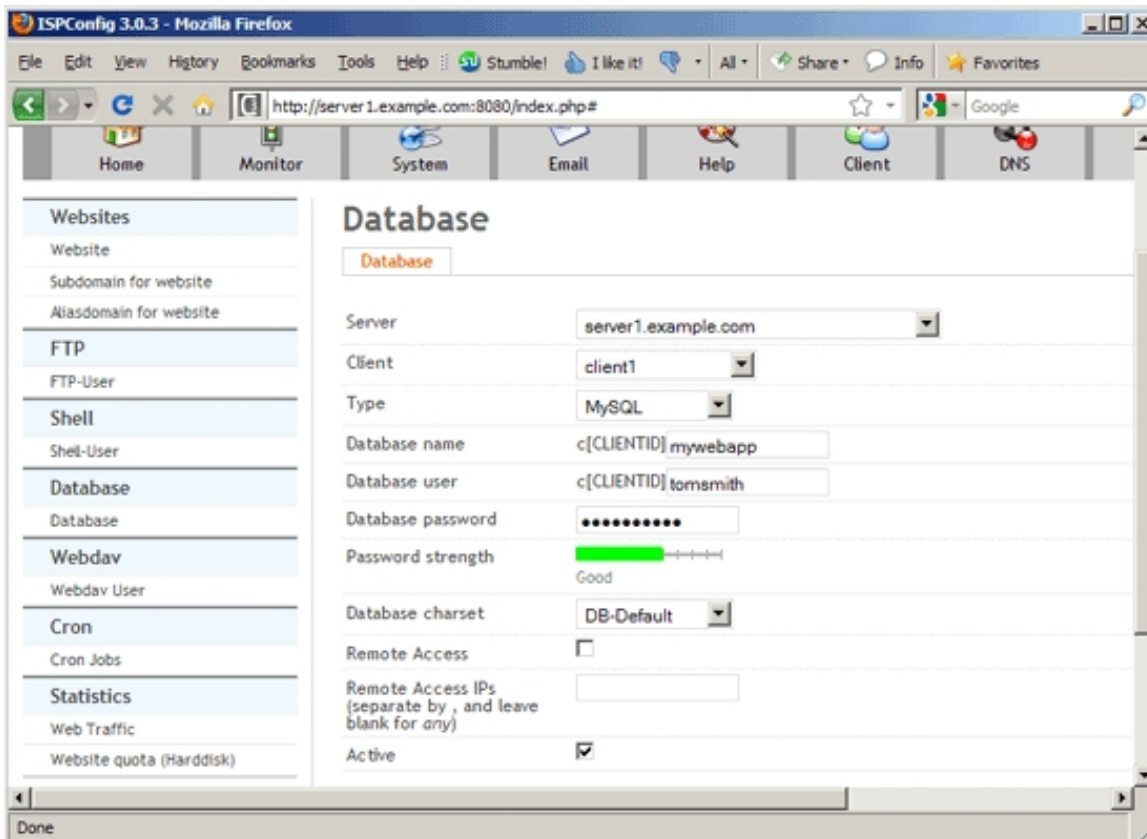 ISPConfig 3.0.3 - Mozilla Firefox
File Edit View History Bookmarks Tools Help Stumble! I like it! All Share Info Favorites
http://server1.example.com:8080/index.php# Google
Home Monitor System Email Help Client DNS
Websites
Website
Subdomain for website
Aliasdomain for website
FTP
FTP-User
Shell
Shell-User
Database
Database
Webdav
Webdav User
Cron
Cron Jobs
Statistics
Web Traffic
Website quota (Harddisk)
Database
Database
Server server1.example.com
Client client1
Type MySQL
Database name c[CLIENTID] mywebapp
Database user c[CLIENTID] tomsmith
Database password ••••••••••
Password strength
Good
Database charset DB-Default
Remote Access
Remote Access IPs
(separate by , and leave
blank for any)
Active
Done